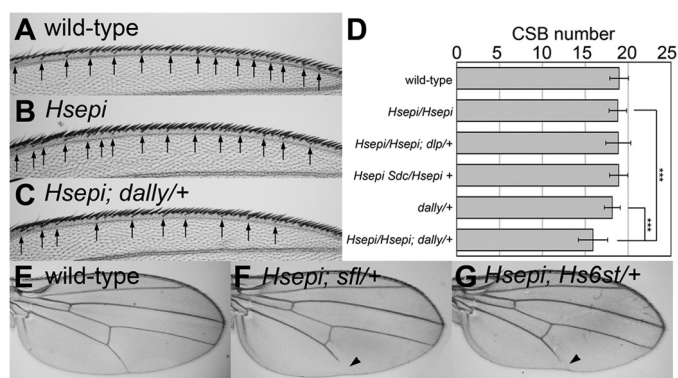 A wild-type
B Hsepi
C Hsepi; dally/+
D
CSB number
0 5 10 15 20 25
wild-type
Hsepi/Hsepi
Hsepi/Hsepi; dlp/+
Hsepi Sdc/Hsepi +
dally/+
Hsepi/Hsepi; dally/+
***
***
E wild-type
F Hsepi; sfl/+
G Hsepi; Hs6st/+